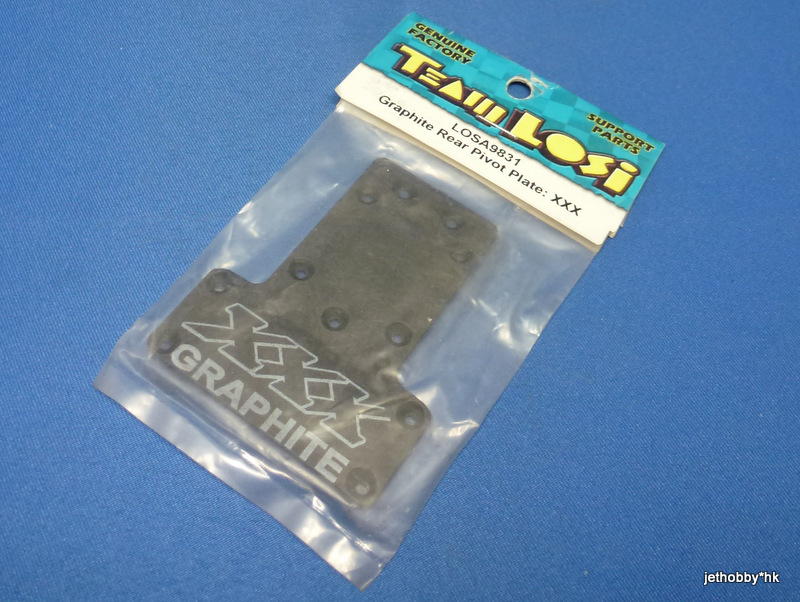 GENUINE
FACTORY
TEAM LOSI
SUPPORT
PARTS
LOSA9831
Graphite Rear Pivot Plate: XXX
XXX
GRAPHITE
jethobby*hk